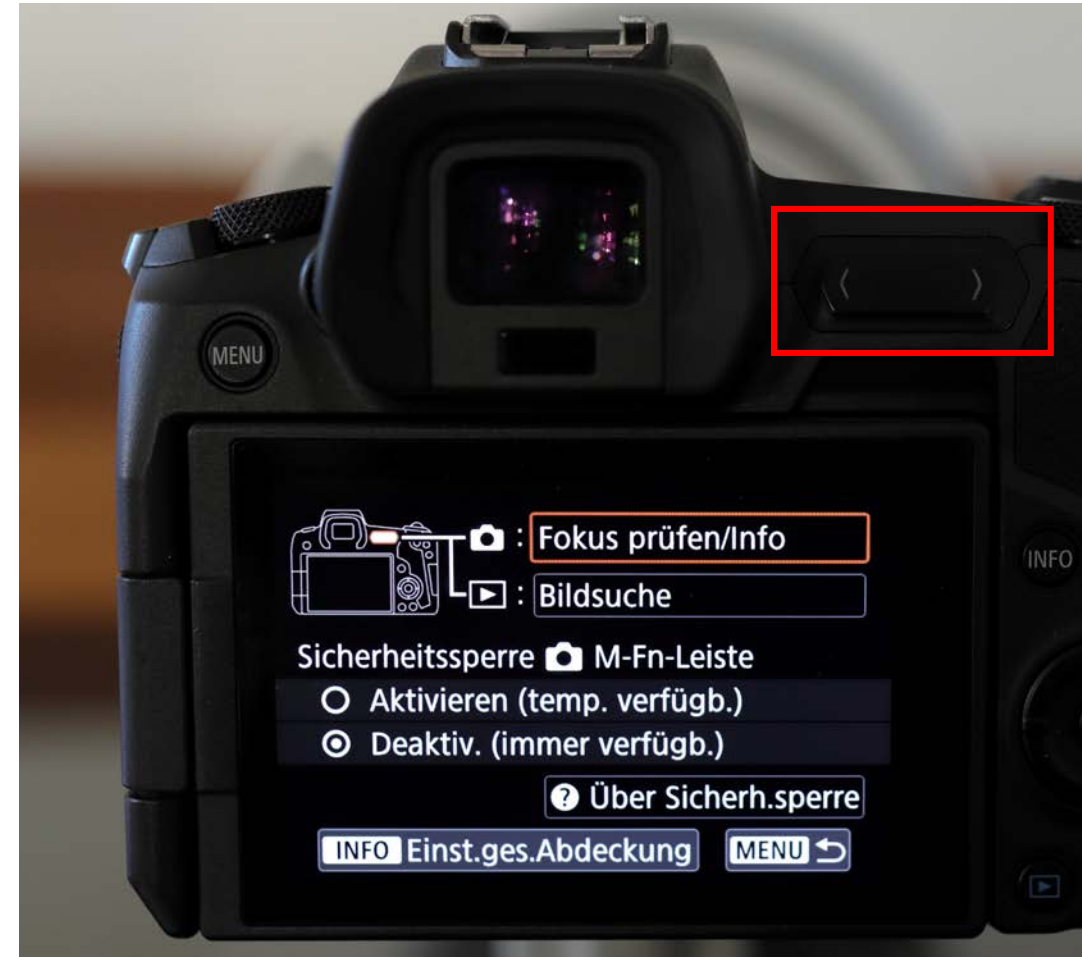 MENU
INFO
: Fokus prüfen/Info
: Bildsuche
Sicherheitssperre M-Fn-Leiste
Aktivieren (temp. verfügb.)
Deaktiv. (immer verfügb.)
? Über Sicherh.sperre
INFO Einst.ges.Abdeckung MENU